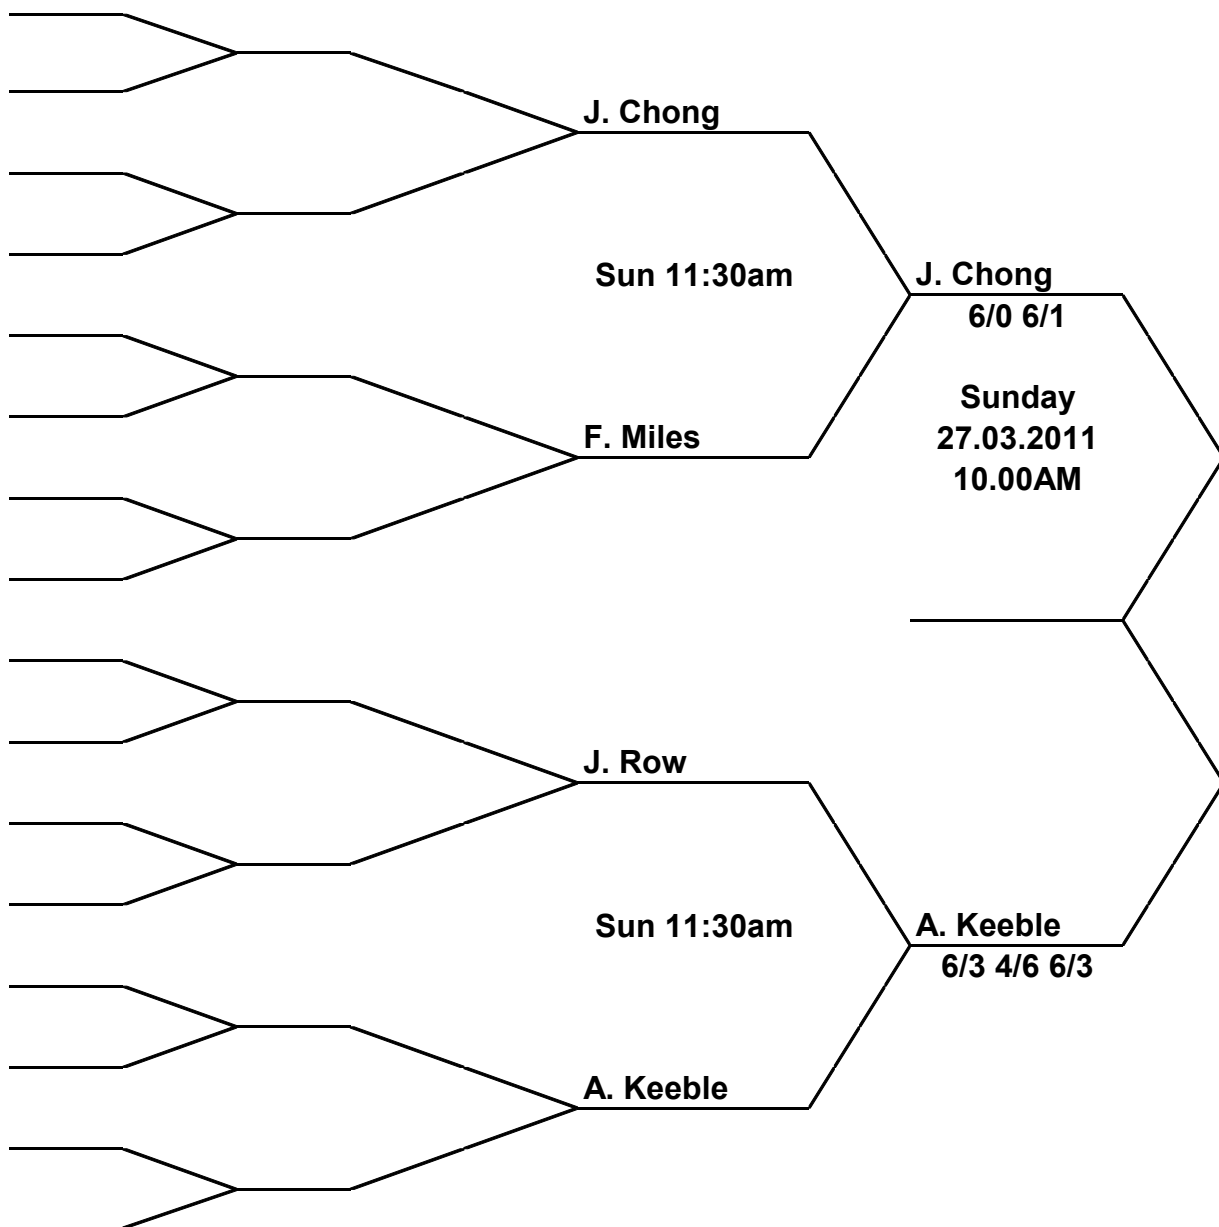 J. Chong
Sun 11:30am
J. Chong
6/0 6/1
Sunday
27.03.2011
10.00AM
F. Miles
J. Row
Sun 11:30am
A. Keeble
6/3 4/6 6/3
A. Keeble